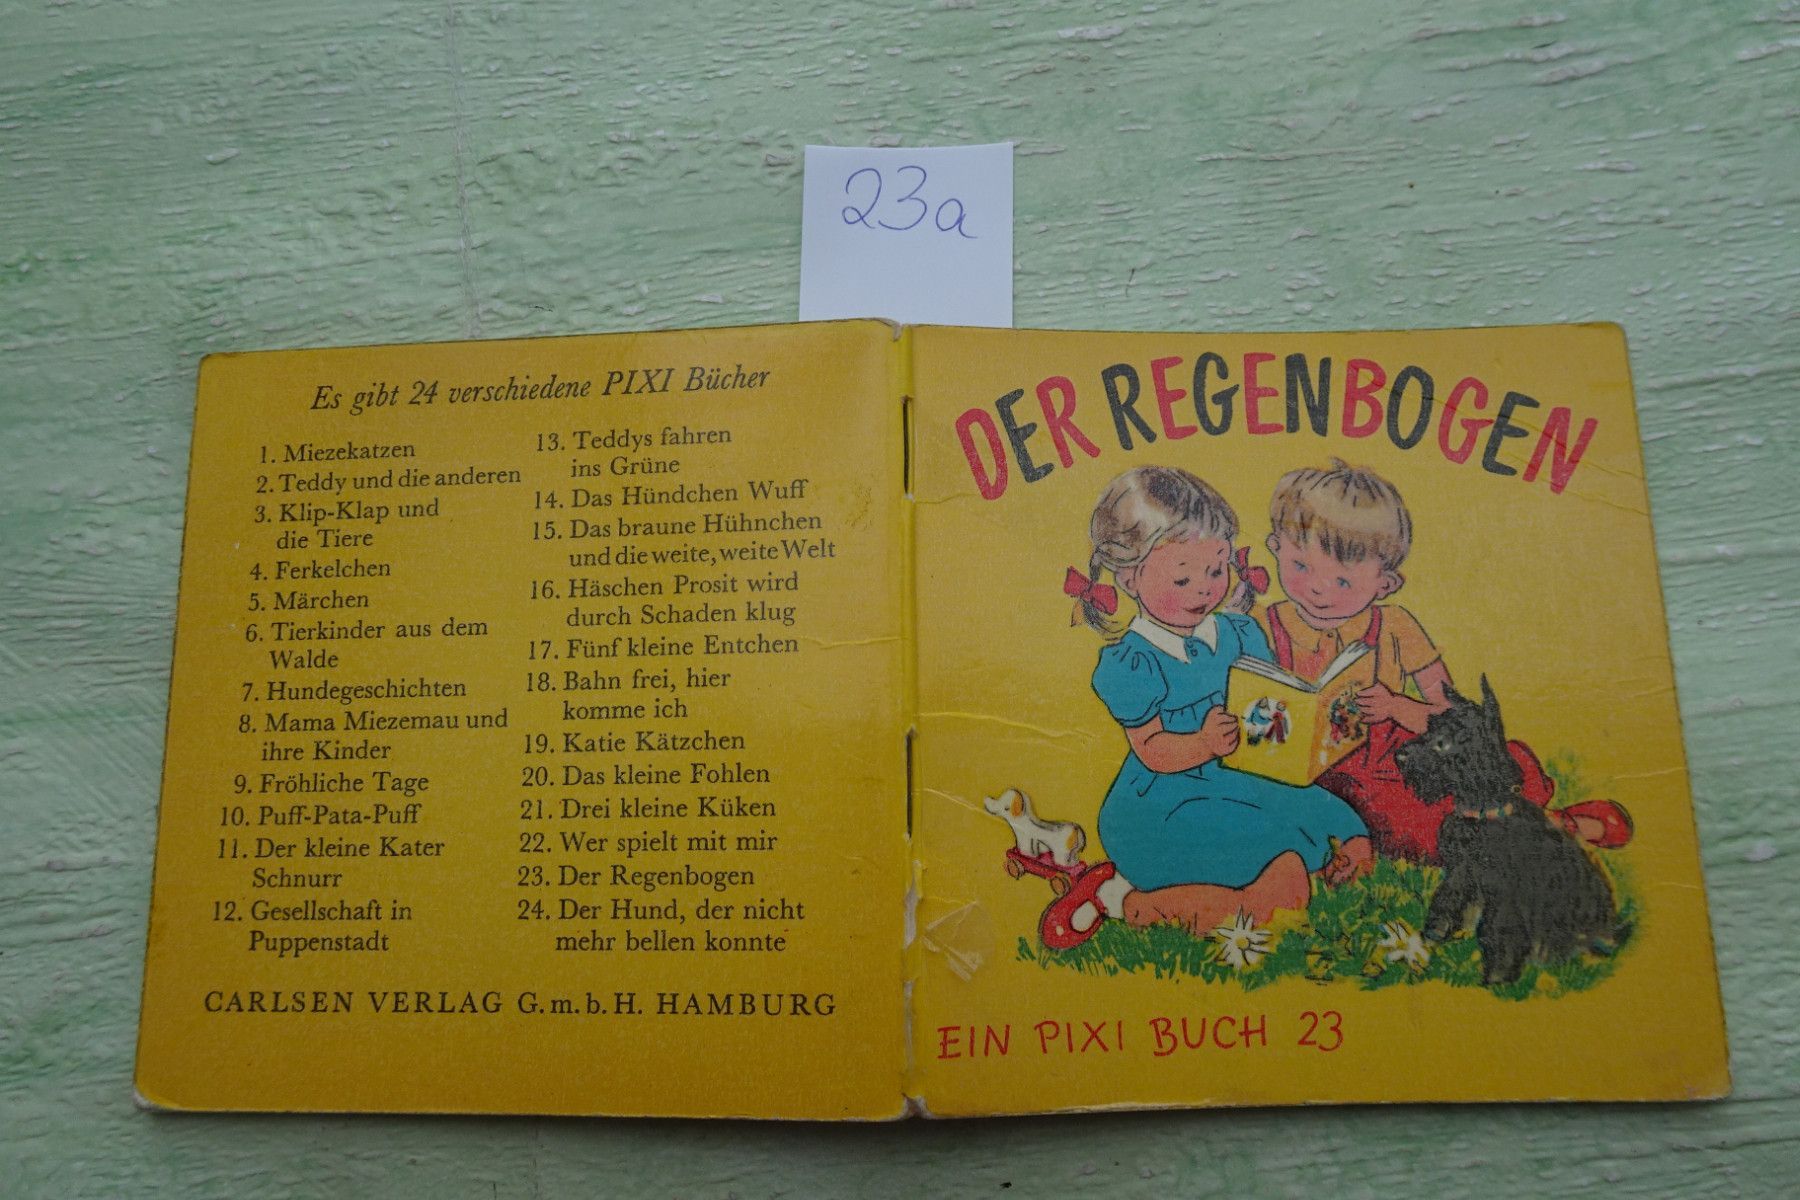 23a
Es gibt 24 verschiedene PIXI Bücher
1. Miezekatzen
2. Teddy und die anderen
3. Klip-Klap und
die Tiere
4. Ferkelchen
5. Märchen
6. Tierkinder aus dem
Walde
7. Hundegeschichten
8. Mama Miezemau und
ihre Kinder
9. Fröhliche Tage
10. Puff-Pata-Puff
11. Der kleine Kater
Schnurr
12. Gesellschaft in
Puppenstadt
13. Teddys fahren
ins Grüne
14. Das Hündchen Wuff
15. Das braune Hühnchen
und die weite, weite Welt
16. Häschen Prosit wird
durch Schaden klug
17. Fünf kleine Entchen
18. Bahn frei, hier
komme ich
19. Katie Kätzchen
20. Das kleine Fohlen
21. Drei kleine Küken
22. Wer spielt mit mir
23. Der Regenbogen
24. Der Hund, der nicht
mehr bellen konnte
CARLSEN VERLAG G.m.b.H. HAMBURG
DER REGENBOGEN
EIN PIXI BUCH 23